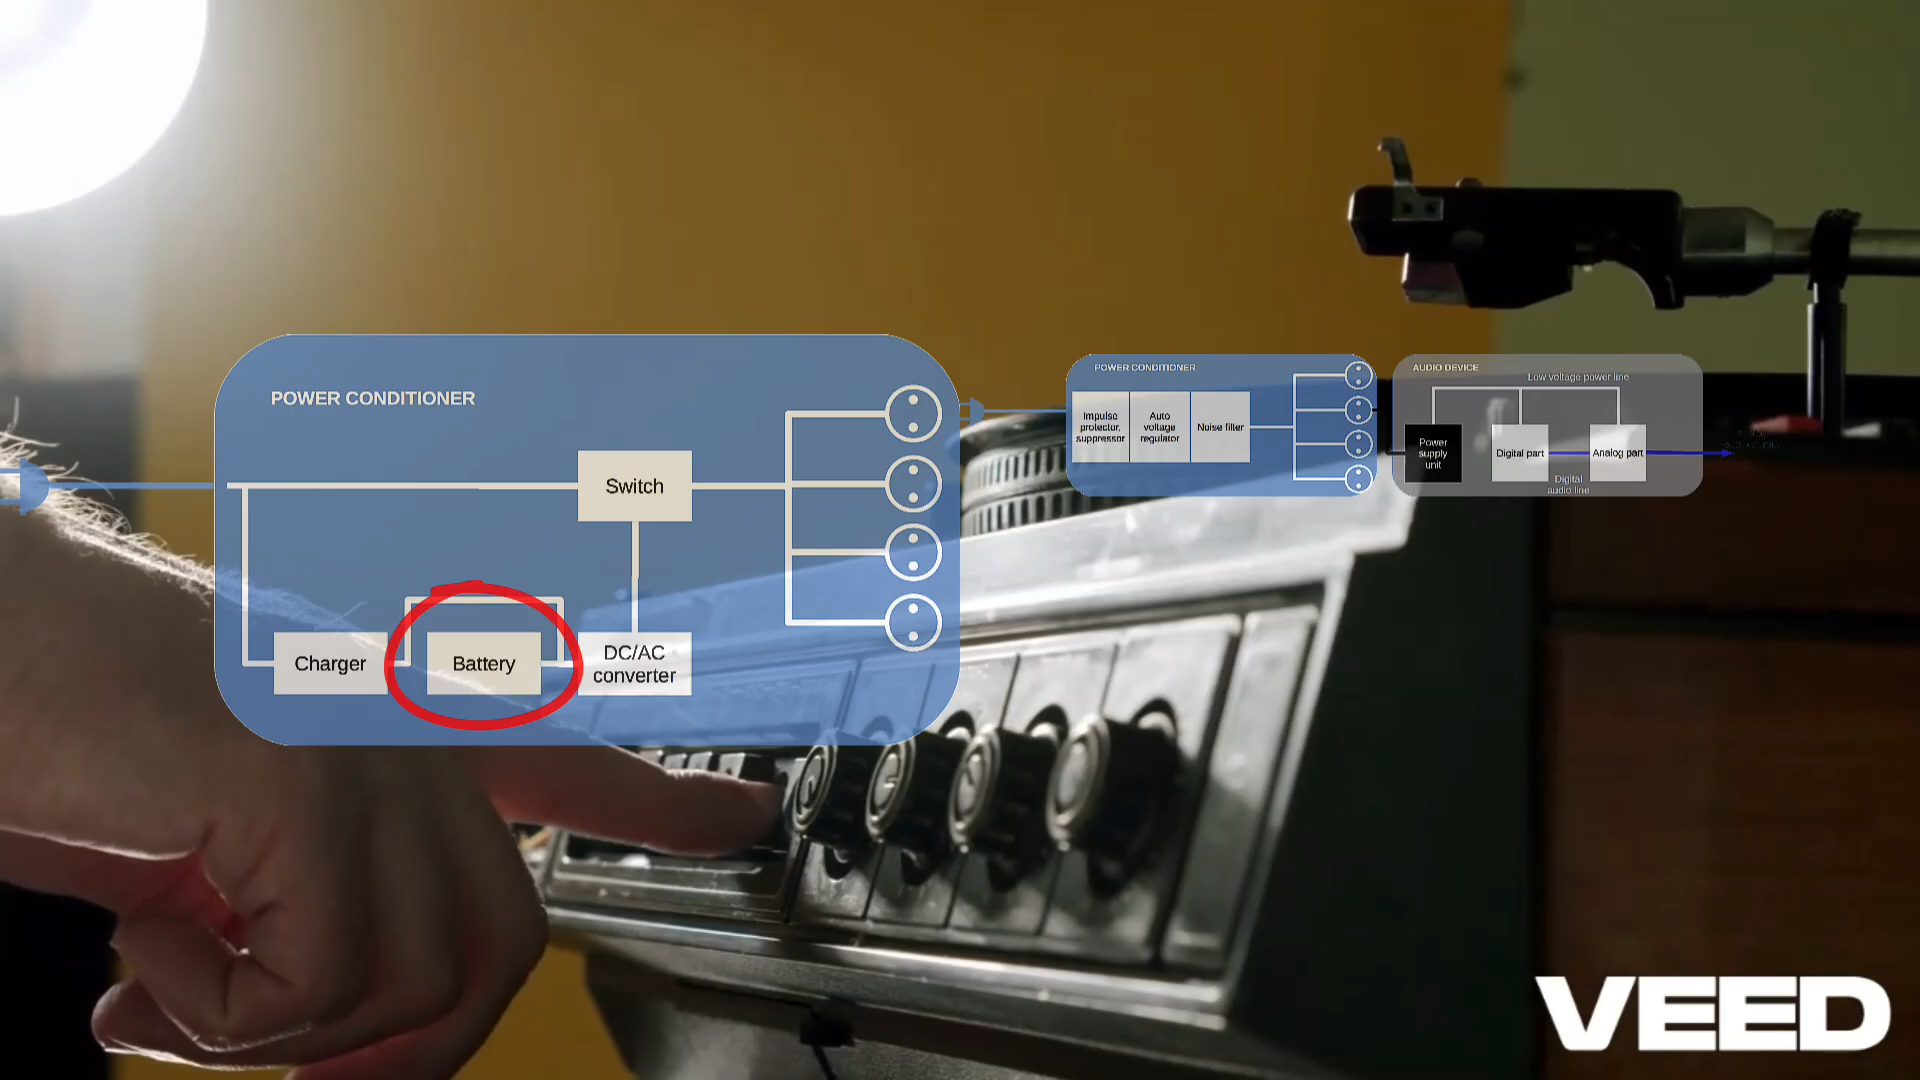 POWER CONDITIONER
Switch
Charger
Battery
DC/AC
converter
POWER CONDITIONER
Impulse
protector,
suppressor
Auto
voltage
regulator
Noise filter
AUDIO DEVICE
Low voltage power line
Power
supply
unit
Digital part
Analog part
Digital
audio line
VEED